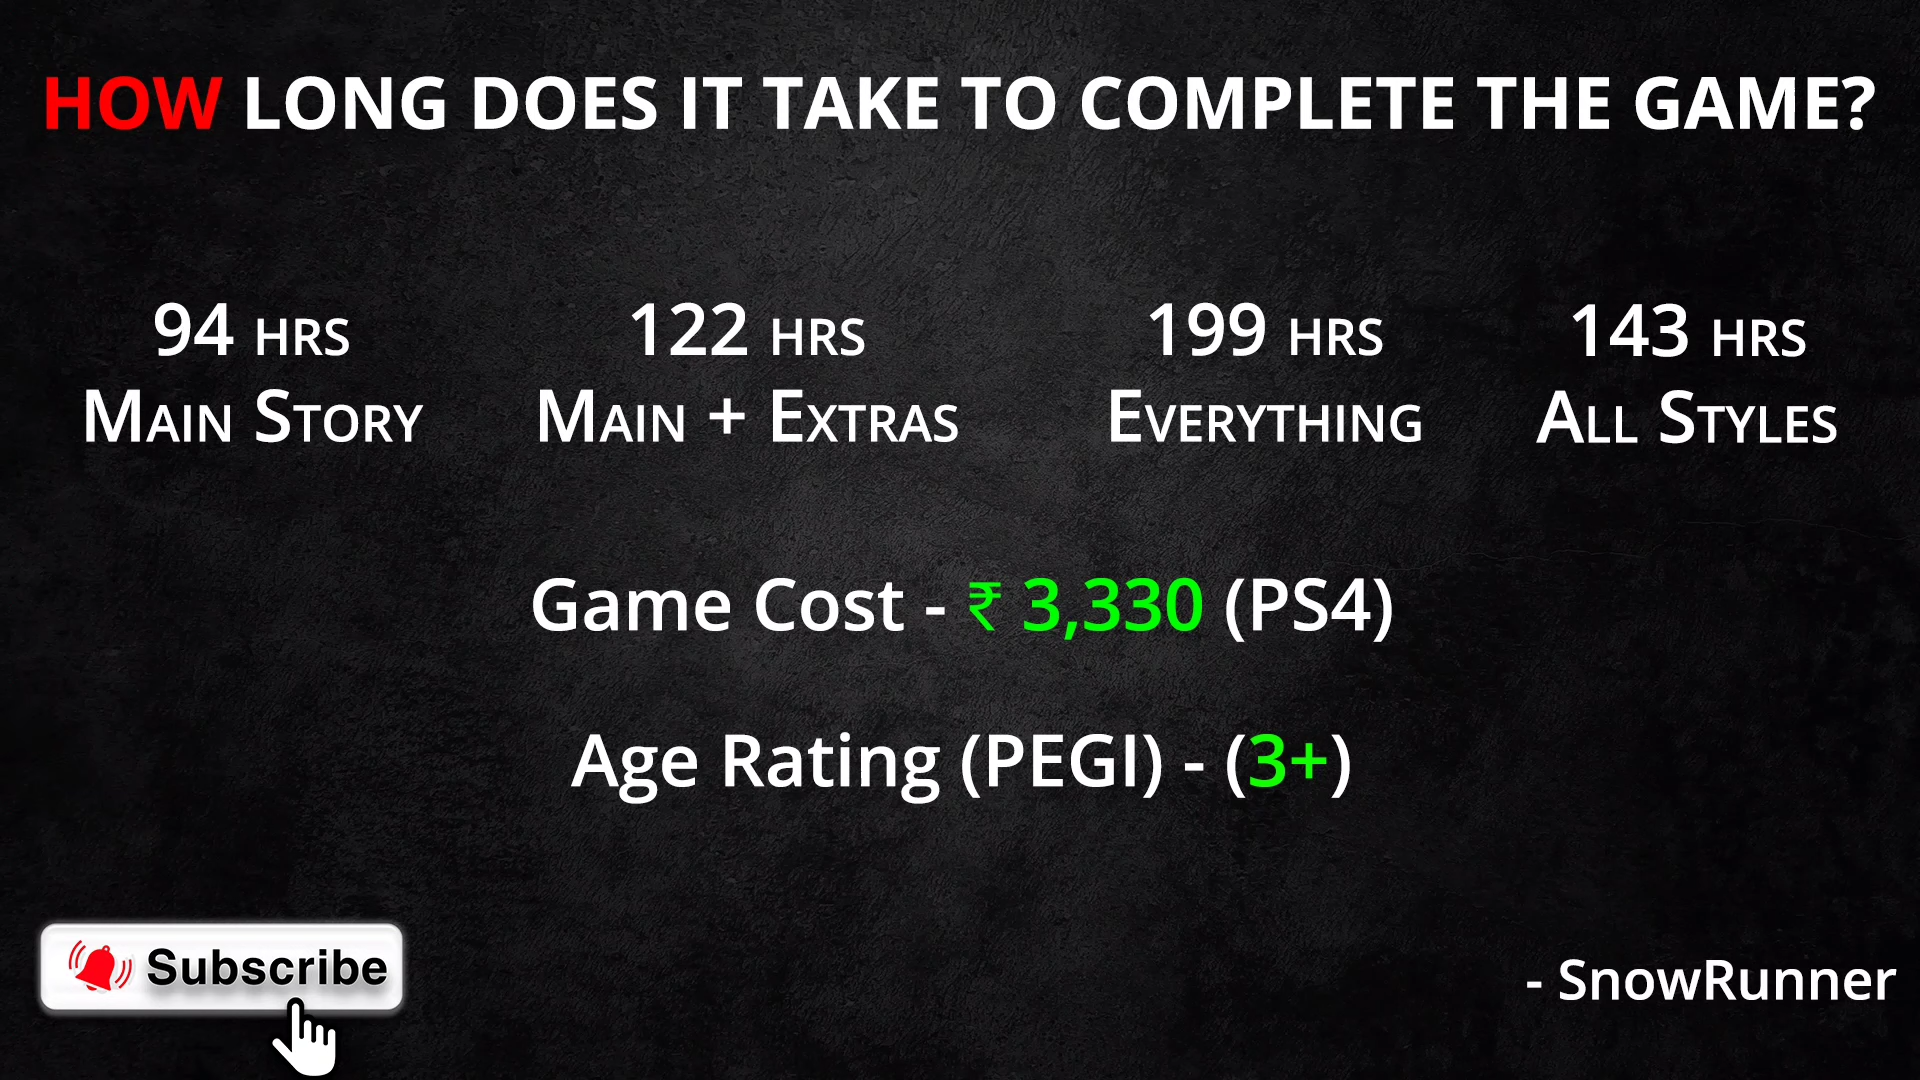 HOW LONG DOES IT TAKE TO COMPLETE THE GAME?
94 HRS
MAIN STORY
122 HRS
MAIN + EXTRAS
199 HRS
EVERYTHING
143 HRS
ALL STYLES
Game Cost - ₹ 3,330 (PS4)
Age Rating (PEGI) - (3+)
Subscribe
- SnowRunner